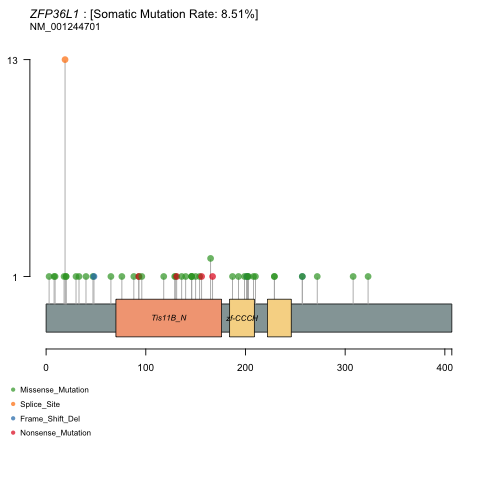 ZFP36L1 : [Somatic Mutation Rate: 8.51%]
NM_001244701
13
1
Tis11B_N
zf-CCCH
0 100 200 300 400
Missense_Mutation
Splice_Site
Frame_Shift_Del
Nonsense_Mutation